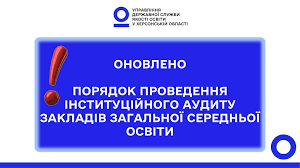 УПРАВЛІННЯ
ДЕРЖАВНОЇ СЛУЖБИ
ЯКОСТІ ОСВІТИ
У ХЕРСОНСЬКІЙ ОБЛАСТІ
ОНОВЛЕНО
ПОРЯДОК ПРОВЕДЕННЯ
ІНСТИТУЦІЙНОГО АУДИТУ
ЗАКЛАДІВ ЗАГАЛЬНОЇ СЕРЕДНЬОЇ
ОСВІТИ